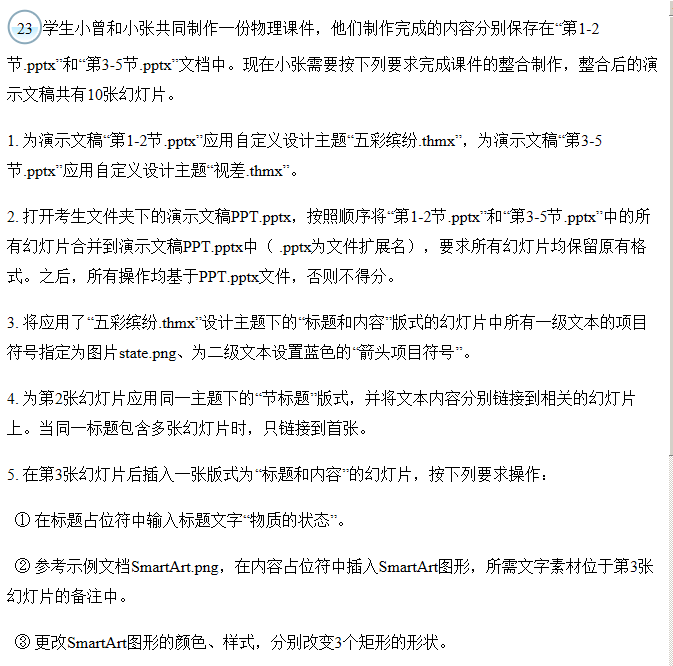 23 学生小曾和小张共同制作一份物理课件，他们制作完成的内容分别保存在“第1-2
节.pptx”和“第3-5节.pptx”文档中。现在小张需要按下列要求完成课件的整合制作，整合后的演
示文稿共有10张幻灯片。
1. 为演示文稿“第1-2节.pptx”应用自定义设计主题“五彩缤纷.thmx”，为演示文稿“第3-5
节.pptx”应用自定义设计主题“视差.thmx”。
2. 打开考生文件夹下的演示文稿PPT.pptx，按照顺序将“第1-2节.pptx”和“第3-5节.pptx”中的所
有幻灯片合并到演示文稿PPT.pptx中（ .pptx为文件扩展名），要求所有幻灯片均保留原有格
式。之后，所有操作均基于PPT.pptx文件，否则不得分。
3. 将应用了“五彩缤纷.thmx”设计主题下的“标题和内容”版式的幻灯片中所有一级文本的项目
符号指定为图片state.png、为二级文本设置蓝色的“箭头项目符号”。
4. 为第2张幻灯片应用同一主题下的“节标题”版式，并将文本内容分别链接到相关的幻灯片
上。当同一标题包含多张幻灯片时，只链接到首张。
5. 在第3张幻灯片后插入一张版式为“标题和内容”的幻灯片，按下列要求操作：
① 在标题占位符中输入标题文字“物质的状态”。
② 参考示例文档SmartArt.png，在内容占位符中插入SmartArt图形，所需文字素材位于第3张
幻灯片的备注中。
③ 更改SmartArt图形的颜色、样式，分别改变3个矩形的形状。